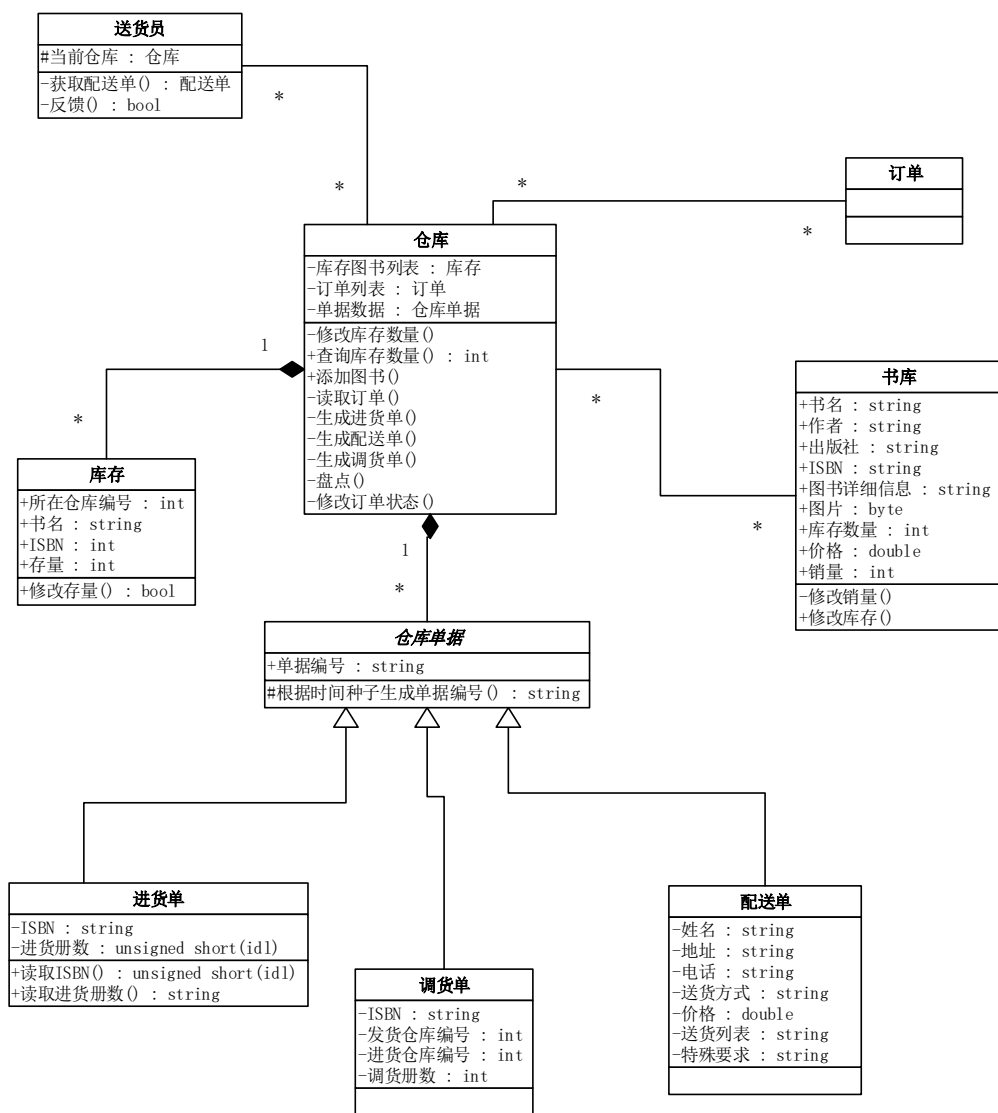 送货员
#当前仓库 : 仓库
-获取配送单() : 配送单
-反馈() : bool
*
*
*
*
订单
仓库
-库存图书列表 : 库存
-订单列表 : 订单
-单据数据 : 仓库单据
-修改库存数量()
+查询库存数量() : int
+添加图书()
-读取订单()
-生成进货单()
-生成配送单()
-生成调货单()
-盘点()
-修改订单状态()
1
*
*
*
书库
+书名 : string
+作者 : string
+出版社 : string
+ISBN : string
+图书详细信息 : string
+图片 : byte
+库存数量 : int
+价格 : double
+销量 : int
-修改销量()
+修改库存()
库存
+所在仓库编号 : int
+书名 : string
+ISBN : int
+存量 : int
+修改存量() : bool
1
*
仓库单据
+单据编号 : string
#根据时间种子生成单据编号() : string
进货单
-ISBN : string
-进货册数 : unsigned short(idl)
+读取ISBN() : unsigned short(idl)
+读取进货册数() : string
调货单
-ISBN : string
-发货仓库编号 : int
-进货仓库编号 : int
-调货册数 : int
配送单
-姓名 : string
-地址 : string
-电话 : string
-送货方式 : string
-价格 : double
-送货列表 : string
-特殊要求 : string